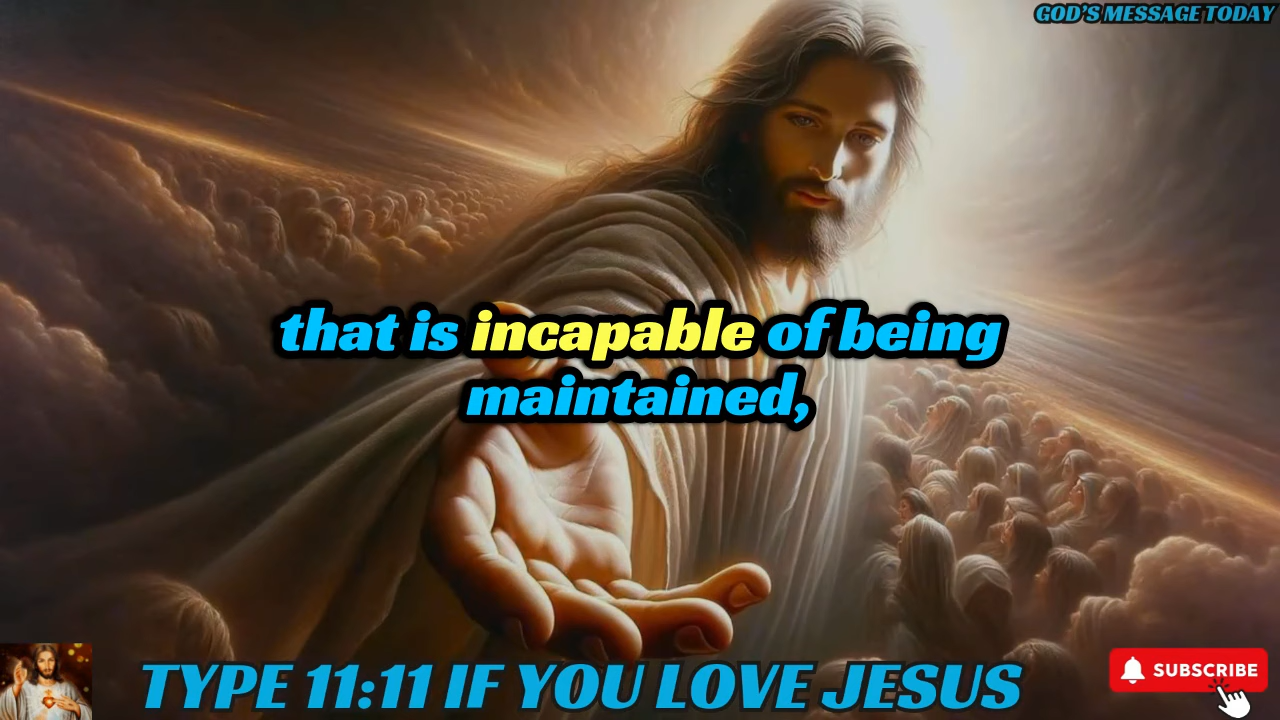 GOD'S MESSAGE TODAY
that is incapable of being
maintained,
TYPE 11:11 IF YOU LOVE JESUS
SUBSCRIBE